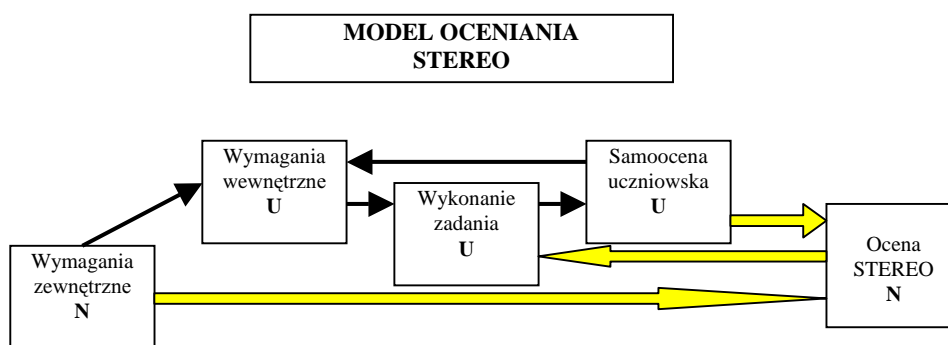 MODEL OCENIANIA
STEREO
Wymagania
wewnętrzne
U
Samoocena
uczniowska
U
Wykonanie
zadania
U
Ocena
STEREO
N
Wymagania
zewnętrzne
N